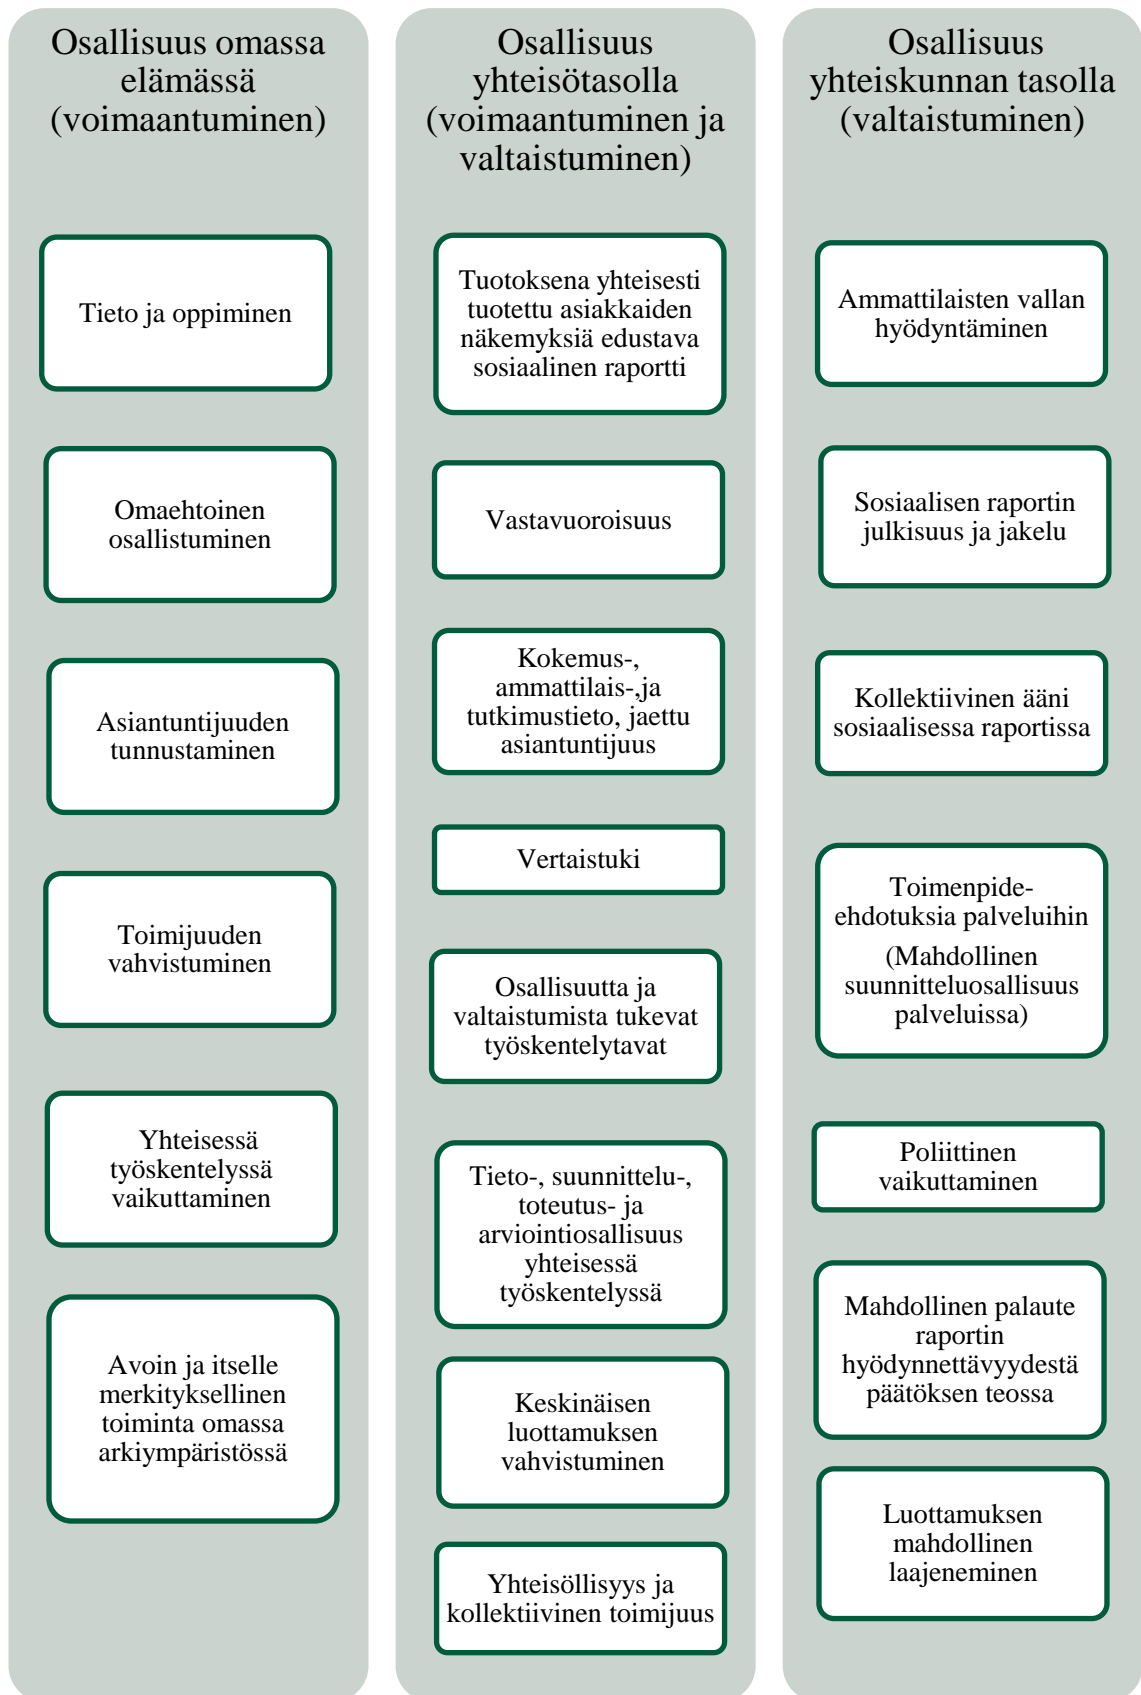 Osallisuus omassa
elämässä
(voimaantuminen)
Tieto ja oppiminen
Omaehtoinen
osallistuminen
Asiantuntijuuden
tunnustaminen
Toimijuuden
vahvistuminen
Yhteisessä
työskentelyssä
vaikuttaminen
Avoin ja itselle
merkityksellinen
toiminta omassa
arkiympäristössä
Osallisuus
yhteisötasolla
(voimaantuminen ja
valtaistuminen)
Tuotoksena yhteisesti
tuotettu asiakkaiden
näkemyksiä edustava
sosiaalinen raportti
Vastavuoroisuus
Kokemus-,
ammattilais-,ja
tutkimustieto, jaettu
asiantuntijuus
Vertaistuki
Osallisuutta ja
valtaistumista tukevat
työskentelytavat
Tieto-, suunnittelu-,
toteutus- ja
arviointiosallisuus
yhteisessä
työskentelyssä
Keskinäisen
luottamuksen
vahvistuminen
Yhteisöllisyys ja
kollektiivinen toimijuus
Osallisuus
yhteiskunnan tasolla
(valtaistuminen)
Ammattilaisten vallan
hyödyntäminen
Sosiaalisen raportin
julkisuus ja jakelu
Kollektiivinen ääni
sosiaalisessa raportissa
Toimenpide-
ehdotuksia palveluihin
(Mahdollinen
suunnitteluosallisuus
palveluissa)
Poliittinen
vaikuttaminen
Mahdollinen palaute
raportin
hyödynnettävyydestä
päätöksen teossa
Luottamuksen
mahdollinen
laajeneminen